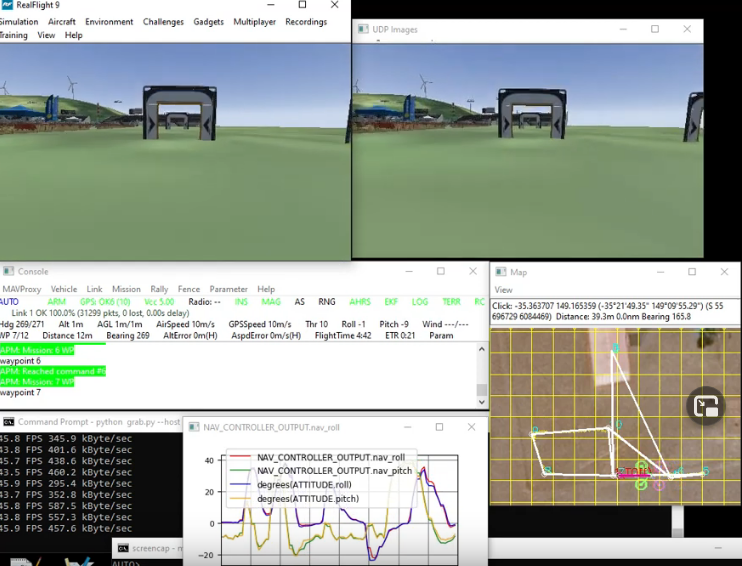 RealFlight 9
Simulation Aircraft Environment Challenges Gadgets Multiplayer Recordings
Training View Help
UDP Images
Console
MAVProxy Vehicle Link Mission Rally Fence Parameter Help
AUTO ARM GPS: OK6 (10) Vcc 5.00 Radio: -- INS MAG AS RNG AHRS EKF LOG TERR RC
Link 1 OK 100.0% (31299 pkts, 0 lost, 0.00s delay)
Hdg 269/271 Alt 1m AGL 1m/1m AirSpeed 10m/s GPSSpeed 10m/s Thr 10 Roll -1 Pitch -9 Wind ---/---
WP 7/12 Distance 12m Bearing 269 AltError 0m(H) AspdError 0m/s(H) FlightTime 4:42 ETR 0:21 Param
APM: Mission: 6 WP
waypoint 6
APM: Reached command #6
APM: Mission: 7 WP
waypoint 7
Map
View
Click: -35.363707 149.165359 (-35°21'49.35" 149°09'55.29") (S 55
696729 6084469) Distance: 39.3m 0.0nm Bearing 165.8
Command Prompt - python grab.py --host
45.8 FPS 345.9 kByte/sec
43.8 FPS 401.6 kByte/sec
45.7 FPS 438.6 kByte/sec
43.5 FPS 460.2 kByte/sec
45.9 FPS 295.4 kByte/sec
43.7 FPS 352.8 kByte/sec
45.8 FPS 587.5 kByte/sec
43.8 FPS 557.3 kByte/sec
45.9 FPS 457.6 kByte/sec
NAV_CONTROLLER_OUTPUT.nav_roll
NAV_CONTROLLER_OUTPUT.nav_roll
NAV_CONTROLLER_OUTPUT.nav_pitch
degrees(ATTITUDE.roll)
degrees(ATTITUDE.pitch)
40
20
0
−20
screencap - m
AUTO>